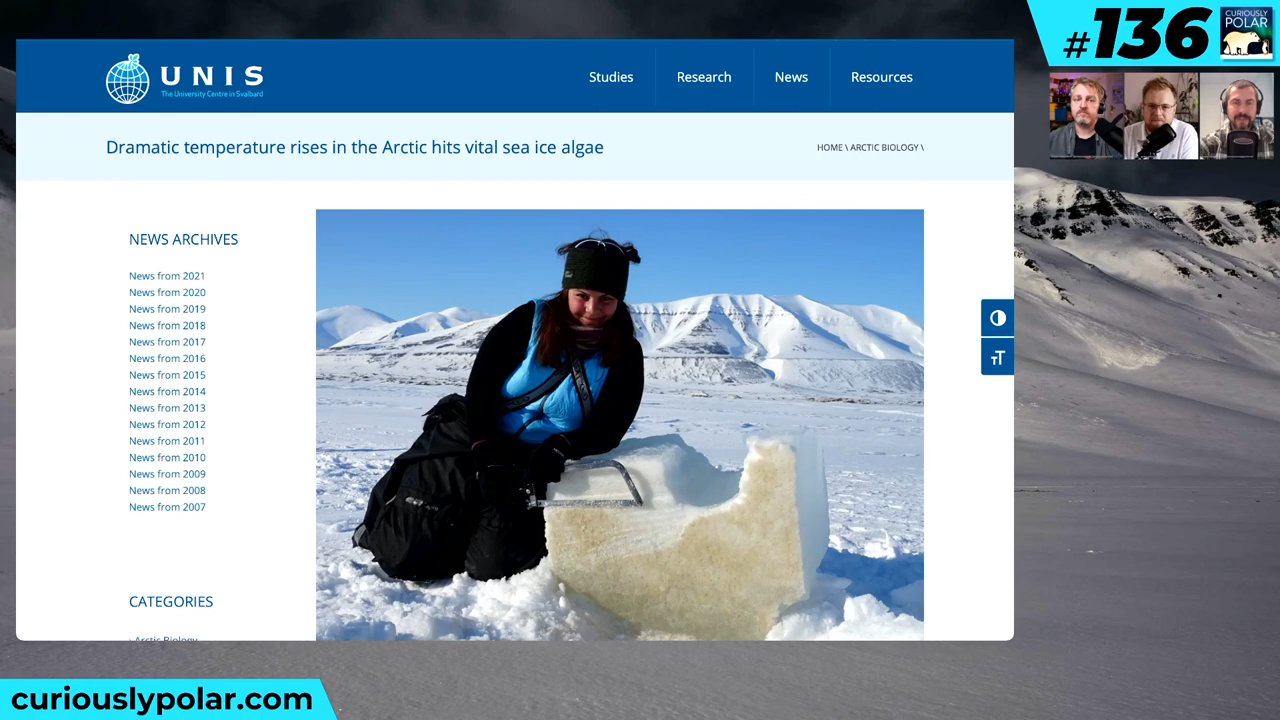 #136
CURIOUSLY
POLAR
UNIS
The University Centre in Svalbard
Studies
Research
News
Resources
Dramatic temperature rises in the Arctic hits vital sea ice algae
HOME \ ARCTIC BIOLOGY \
NEWS ARCHIVES
News from 2021
News from 2020
News from 2019
News from 2018
News from 2017
News from 2016
News from 2015
News from 2014
News from 2013
News from 2012
News from 2011
News from 2010
News from 2009
News from 2008
News from 2007
CATEGORIES
Arctic Biology
TT
curiouslypolar.com